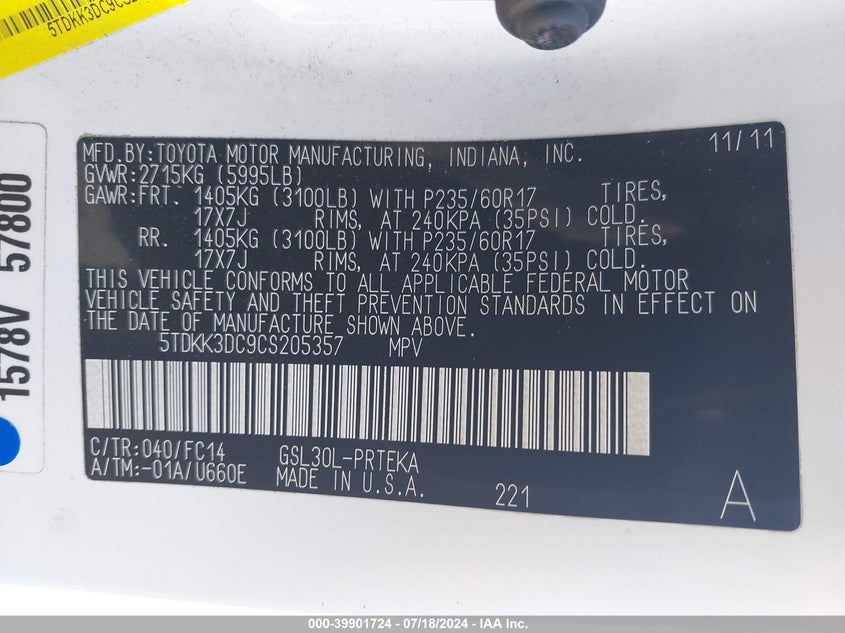 5TDKK3DC9CS2
1578V 57800
MFD.BY:TOYOTA MOTOR MANUFACTURING, INDIANA, INC. 11/11
GVWR:2715KG (5995LB)
GAWR:FRT. 1405KG (3100LB) WITH P235/60R17 TIRES,
17X7J RIMS, AT 240KPA (35PSI) COLD.
RR. 1405KG (3100LB) WITH P235/60R17 TIRES,
17X7J RIMS, AT 240KPA (35PSI) COLD.
THIS VEHICLE CONFORMS TO ALL APPLICABLE FEDERAL MOTOR
VEHICLE SAFETY AND THEFT PREVENTION STANDARDS IN EFFECT ON
THE DATE OF MANUFACTURE SHOWN ABOVE.
5TDKK3DC9CS205357 MPV
C/TR:040/FC14 GSL30L-PRTEKA
A/TM:-01A/U660E MADE IN U.S.A. 221 A
000-39901724 - 07/18/2024 - IAA Inc.